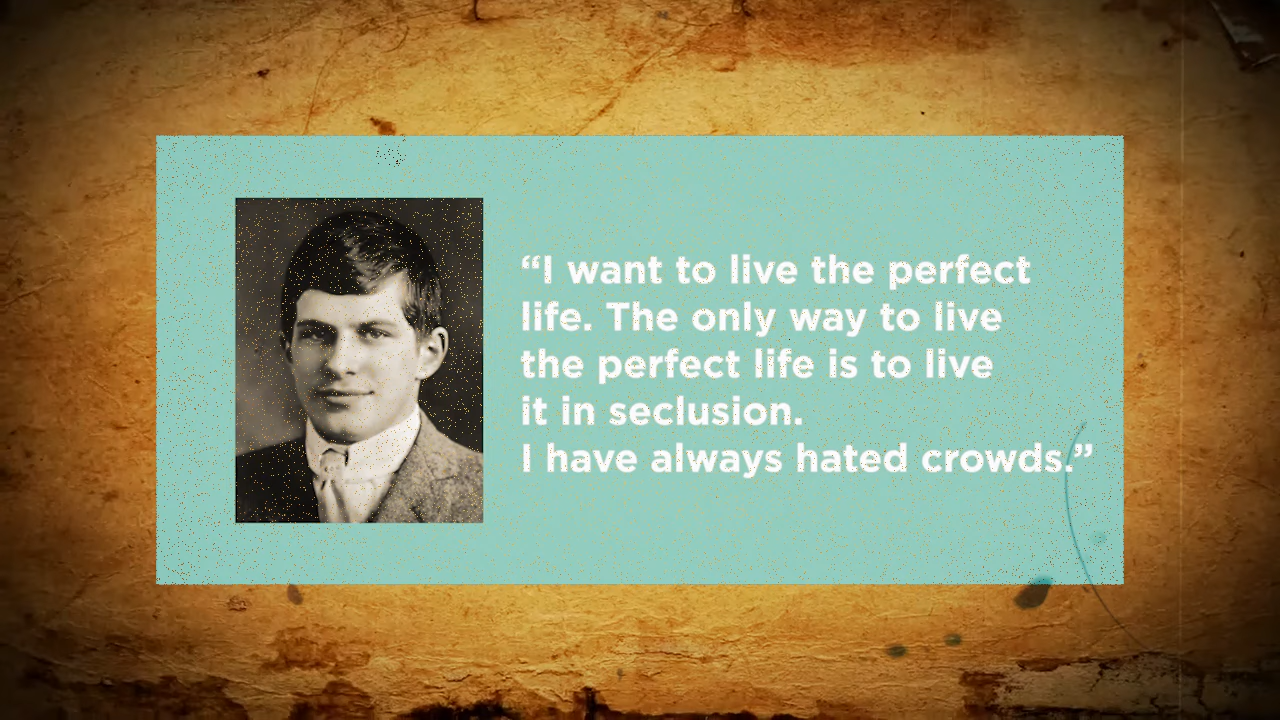 “I want to live the perfect
life. The only way to live
the perfect life is to live
it in seclusion.
I have always hated crowds.”